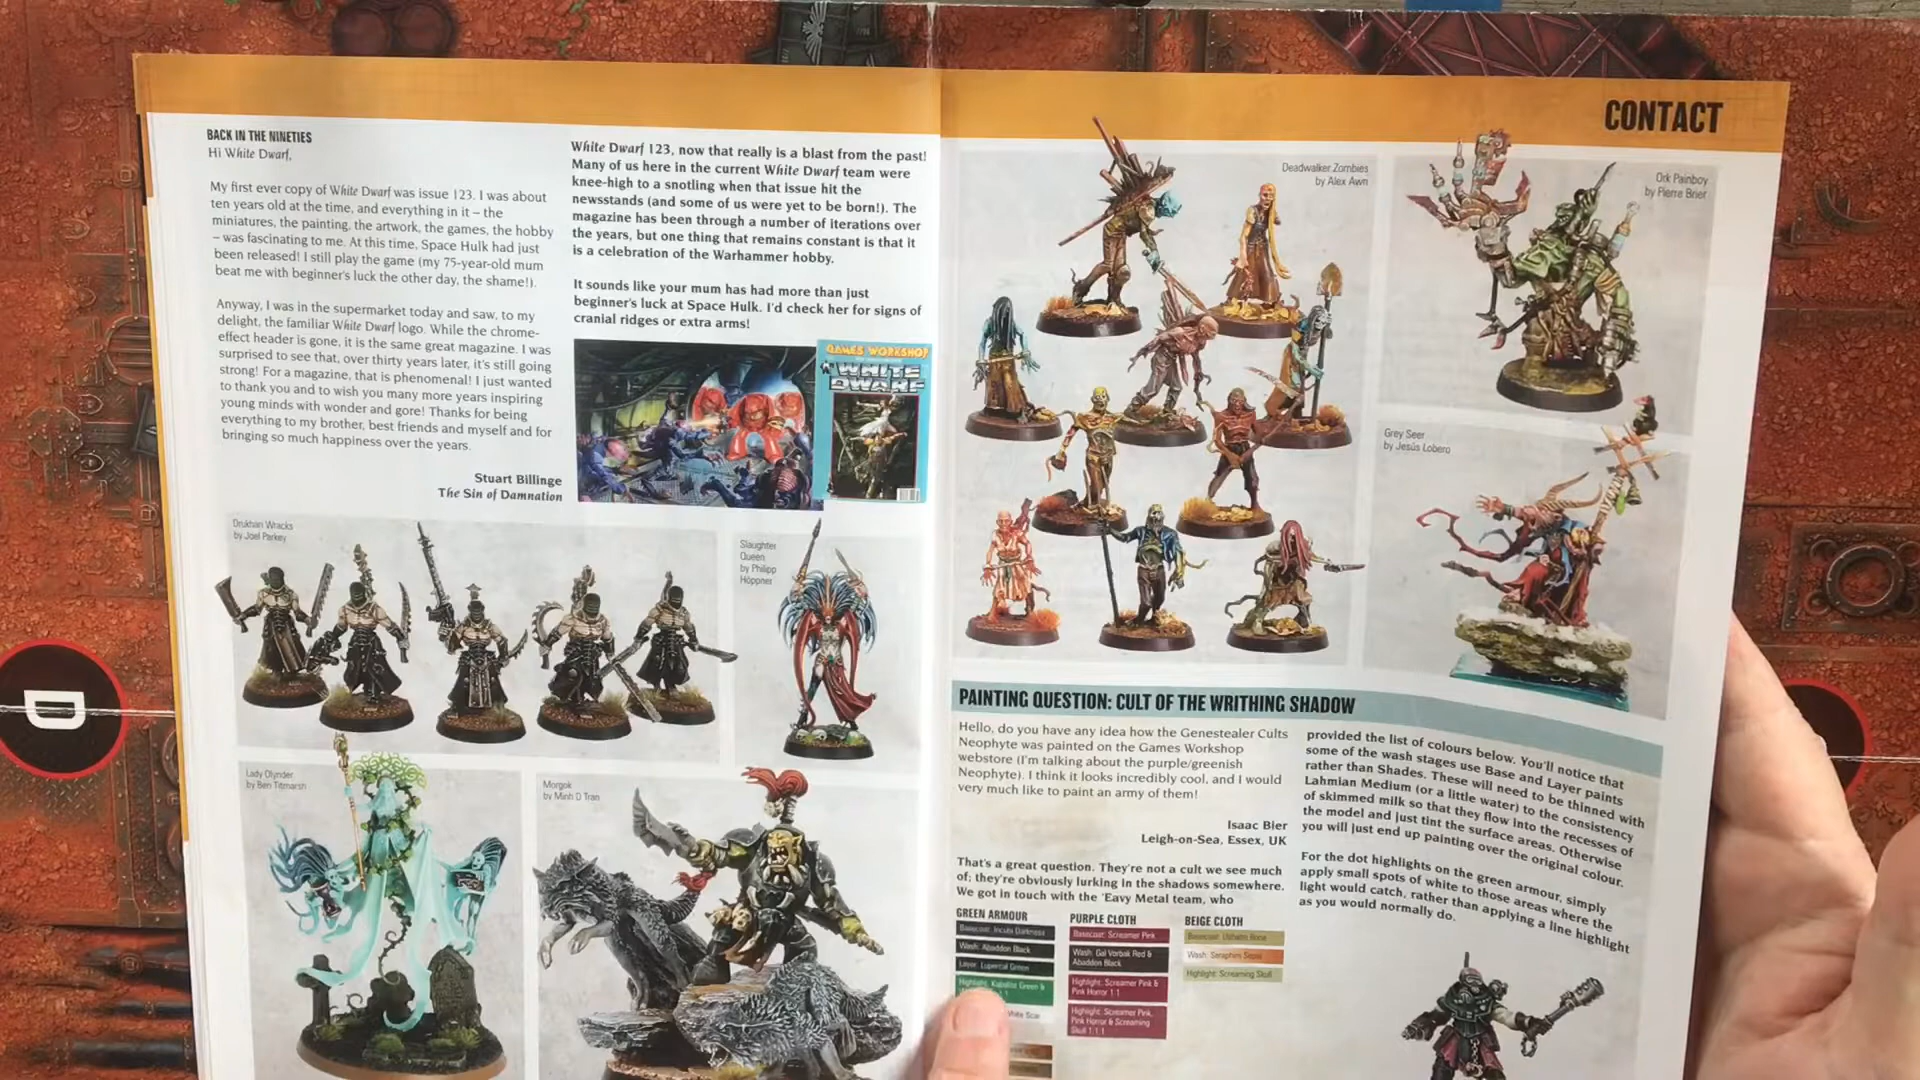 BACK IN THE NINETIES
Hi White Dwarf,
My first ever copy of White Dwarf was issue 123. I was about
ten years old at the time, and everything in it – the
miniatures, the painting, the artwork, the games, the hobby
– was fascinating to me. At this time, Space Hulk had just
been released! I still play the game (my 75-year-old mum
beat me with beginner's luck the other day, the shame!).
Anyway, I was in the supermarket today and saw, to my
delight, the familiar White Dwarf logo. While the chrome-
effect header is gone, it is the same great magazine. I was
surprised to see that, over thirty years later, it's still going
strong! For a magazine, that is phenomenal! I just wanted
to thank you and to wish you many more years inspiring
young minds with wonder and gore! Thanks for being
everything to my brother, best friends and myself and for
bringing so much happiness over the years.
Stuart Billinge
The Sin of Damnation
White Dwarf 123, now that really is a blast from the past!
Many of us here in the current White Dwarf team were
knee-high to a snotling when that issue hit the
newsstands (and some of us were yet to be born!). The
magazine has been through a number of iterations over
the years, but one thing that remains constant is that it
is a celebration of the Warhammer hobby.
It sounds like your mum has had more than just
beginner's luck at Space Hulk. I'd check her for signs of
cranial ridges or extra arms!
GAMES WORKSHOP
WHITE
DWARF
Drukhari Wracks
by Joel Parkey
Slaughter
Queen
by Philipp
Höppner
Lady Olynder
by Ben Titmarsh
Morgok
by Minh D Tran
D
CONTACT
Deadwalker Zombies
by Alex Awn
Ork Painboy
by Pierre Brier
Grey Seer
by Jesús Lobero
PAINTING QUESTION: CULT OF THE WRITHING SHADOW
Hello, do you have any idea how the Genestealer Cults
Neophyte was painted on the Games Workshop
webstore (I'm talking about the purple/greenish
Neophyte). I think it looks incredibly cool, and I would
very much like to paint an army of them!
Isaac Bier
Leigh-on-Sea, Essex, UK
That's a great question. They're not a cult we see much
of; they're obviously lurking in the shadows somewhere.
We got in touch with the 'Eavy Metal team, who
provided the list of colours below. You'll notice that
some of the wash stages use Base and Layer paints
rather than Shades. These will need to be thinned with
Lahmian Medium (or a little water) to the consistency
of skimmed milk so that they flow into the recesses of
the model and just tint the surface areas. Otherwise
you will just end up painting over the original colour.
For the dot highlights on the green armour, simply
apply small spots of white to those areas where the
light would catch, rather than applying a line highlight
as you would normally do.
GREEN ARMOUR
Basecoat: Incubi Darkness
Wash: Abaddon Black
Layer: Lupercal Green
Highlight: Kabalite Green &
White Scar
PURPLE CLOTH
Basecoat: Screamer Pink
Wash: Gal Vorbak Red &
Abaddon Black
Highlight: Screamer Pink &
Pink Horror 1:1
Highlight: Screamer Pink,
Pink Horror & Screaming
Skull 1:1:1
BEIGE CLOTH
Basecoat: Ushabti Bone
Wash: Seraphim Sepia
Highlight: Screaming Skull